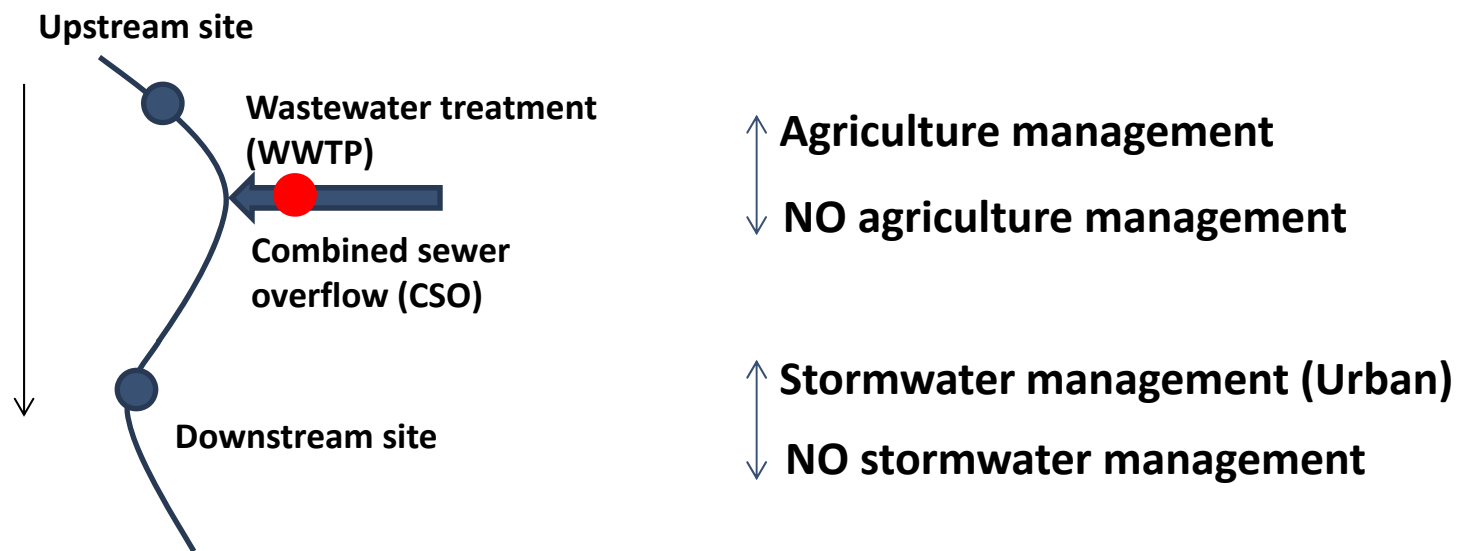 Upstream site
Wastewater treatment
(WWTP)
Combined sewer
overflow (CSO)
Downstream site
Agriculture management
NO agriculture management
Stormwater management (Urban)
NO stormwater management